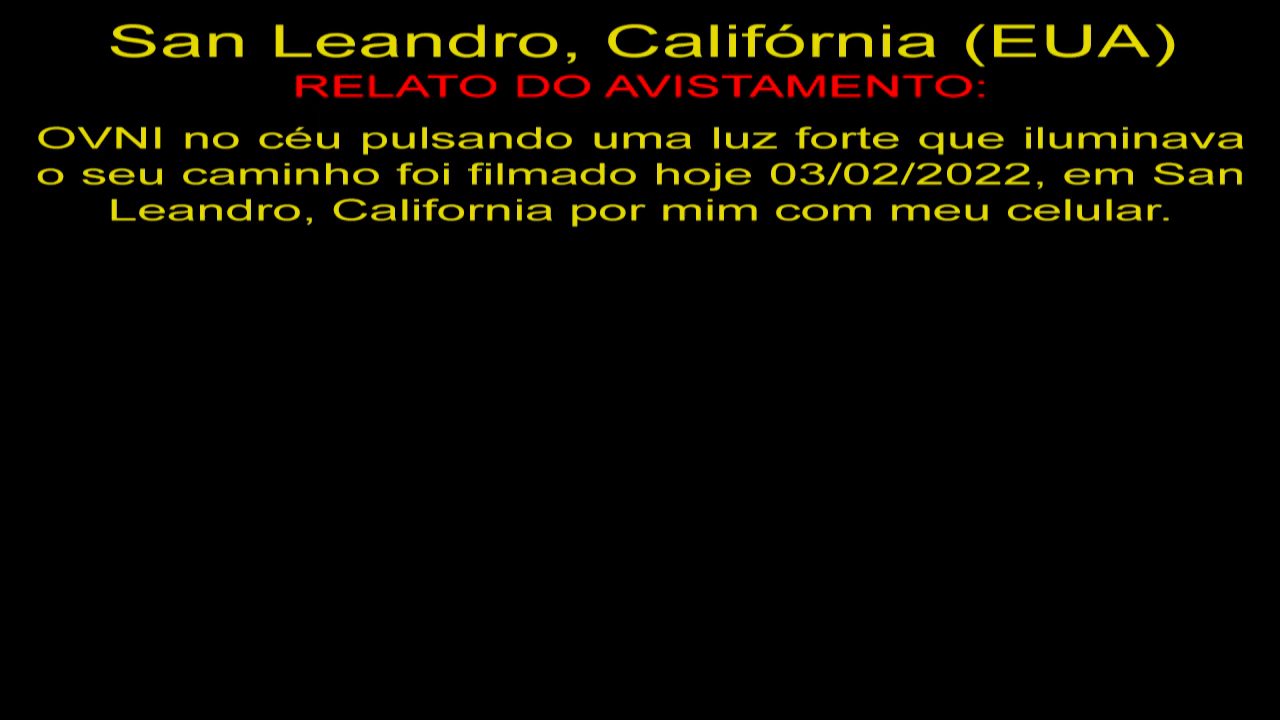 San Leandro, Califórnia (EUA)
RELATO DO AVISTAMENTO:
OVNI no céu pulsando uma luz forte que iluminava
o seu caminho foi filmado hoje 03/02/2022, em San
Leandro, California por mim com meu celular.